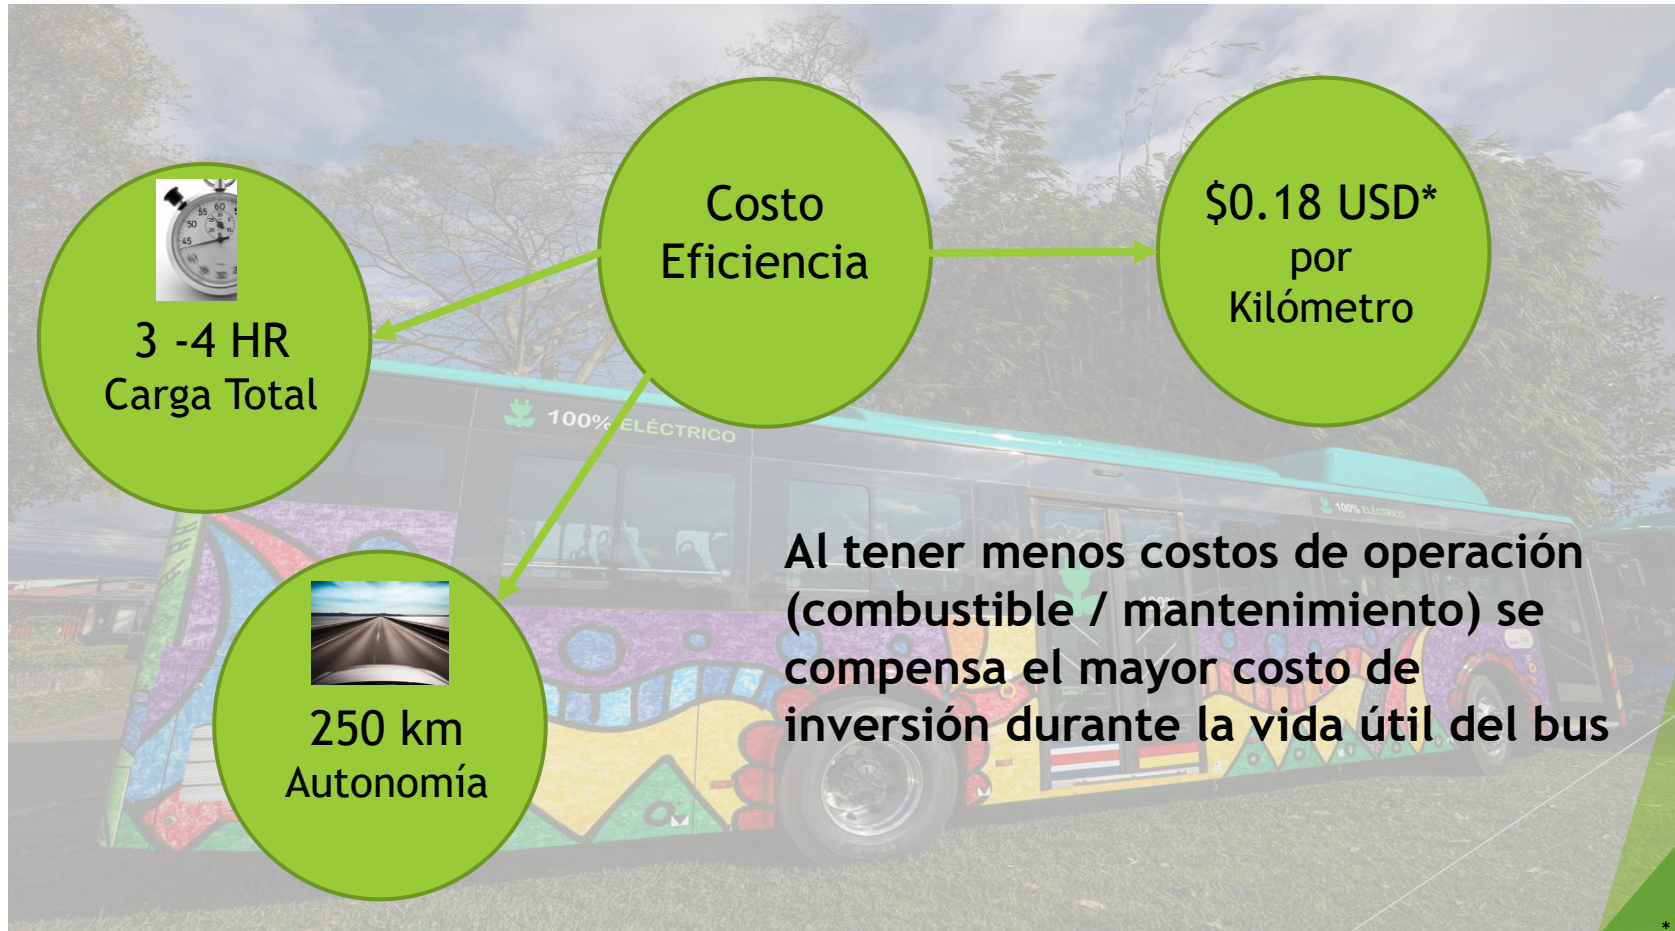 Costo
Eficiencia
$0.18 USD*
por
Kilómetro
3 -4 HR
Carga Total
100% ELÉCTRICO
100% ELÉCTRICO
Al tener menos costos de operación
(combustible / mantenimiento) se
compensa el mayor costo de
inversión durante la vida útil del bus
250 km
Autonomía
*